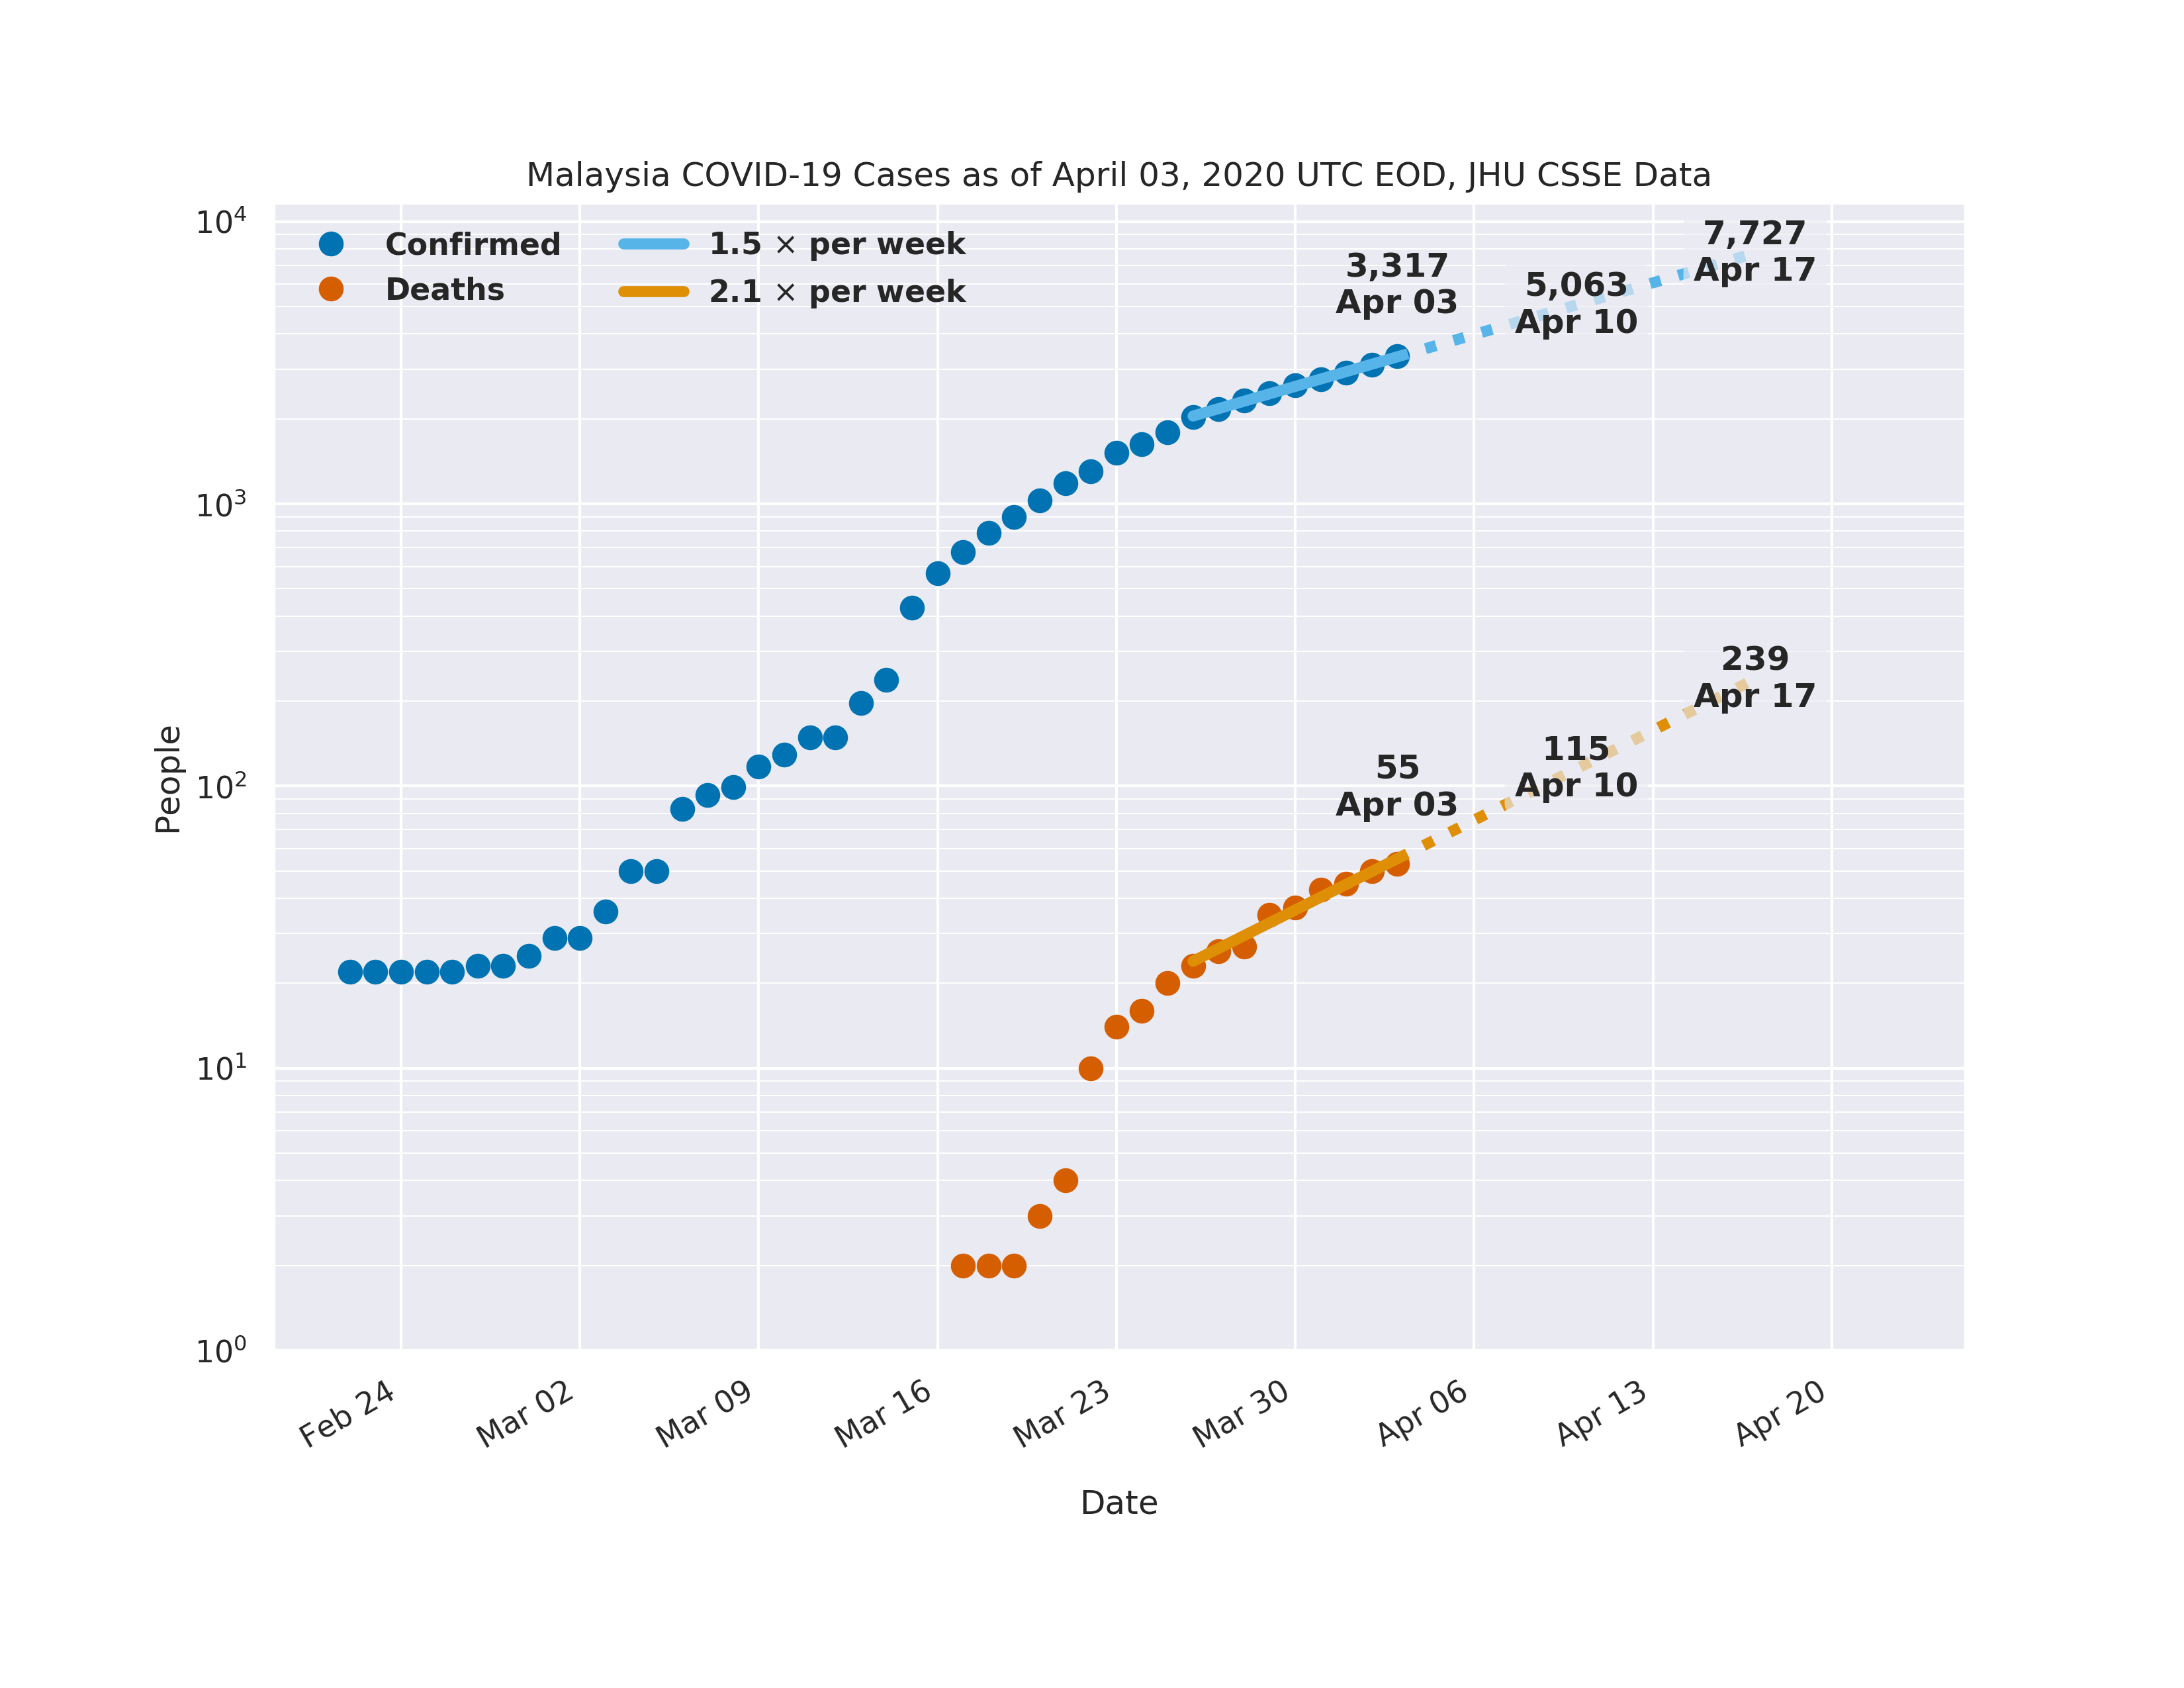 Malaysia COVID-19 Cases as of April 03, 2020 UTC EOD, JHU CSSE Data
Confirmed
Deaths
1.5 × per week
2.1 × per week
3,317
Apr 03
5,063
Apr 10
7,727
Apr 17
55
Apr 03
115
Apr 10
239
Apr 17
People
10⁴
10³
10²
10¹
10⁰
Feb 24
Mar 02
Mar 09
Mar 16
Mar 23
Mar 30
Apr 06
Apr 13
Apr 20
Date